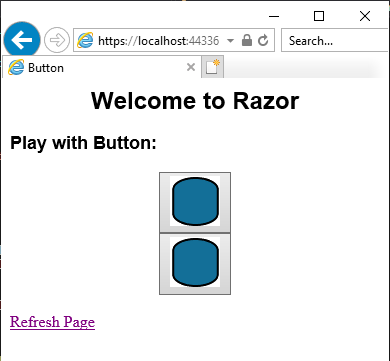 https://localhost:44336
Search...
Button
Welcome to Razor
Play with Button:
Refresh Page